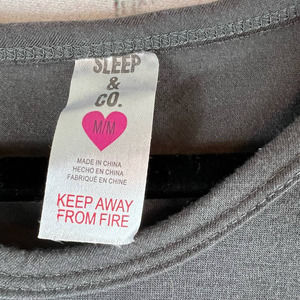 SLEEP
&
CO.
M/M
MADE IN CHINA
HECHO EN CHINA
FABRIQUÉ EN CHINE
KEEP AWAY
FROM FIRE